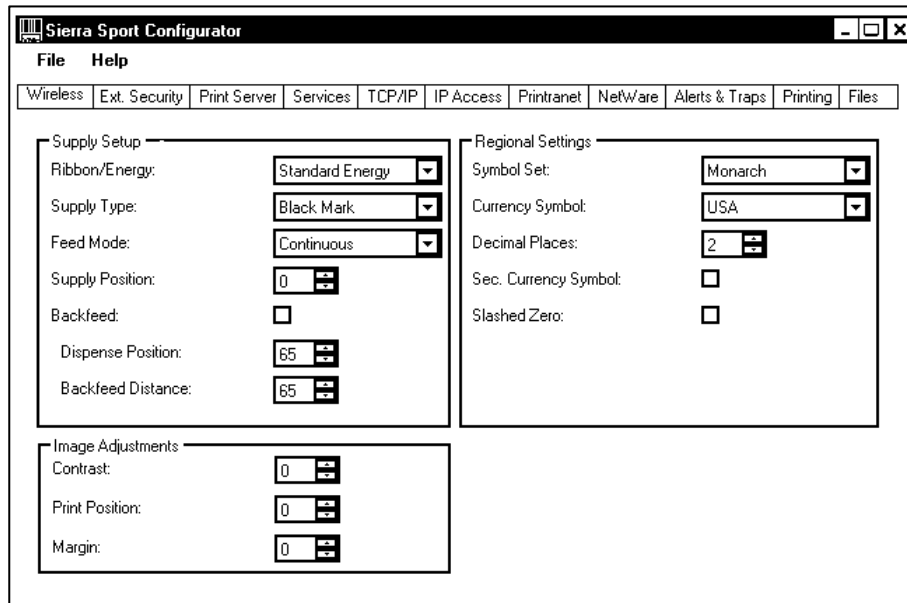 Sierra Sport Configurator
File Help
Wireless Ext. Security Print Server Services TCP/IP IP Access Printranet NetWare Alerts & Traps Printing Files
Supply Setup
Ribbon/Energy: Standard Energy
Supply Type: Black Mark
Feed Mode: Continuous
Supply Position: 0
Backfeed:
Dispense Position: 65
Backfeed Distance: 65
Regional Settings
Symbol Set: Monarch
Currency Symbol: USA
Decimal Places: 2
Sec. Currency Symbol:
Slashed Zero:
Image Adjustments
Contrast: 0
Print Position: 0
Margin: 0